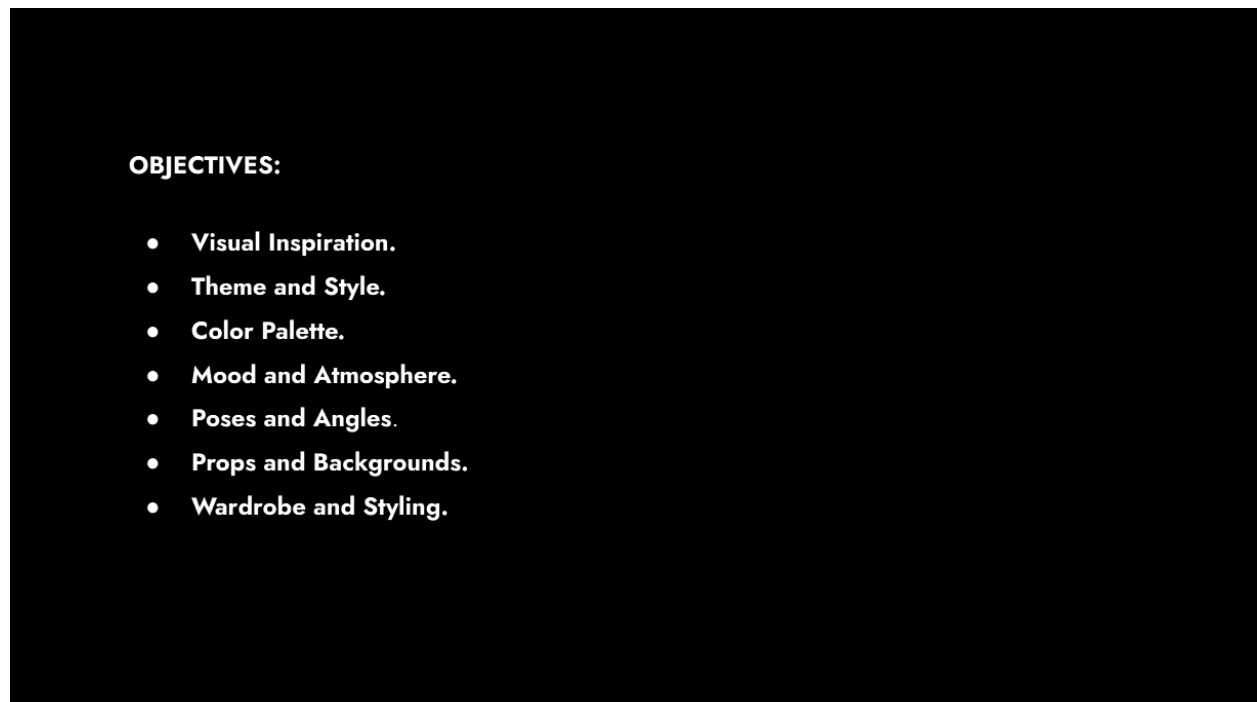 OBJECTIVES:
● Visual Inspiration.
● Theme and Style.
● Color Palette.
● Mood and Atmosphere.
● Poses and Angles.
● Props and Backgrounds.
● Wardrobe and Styling.